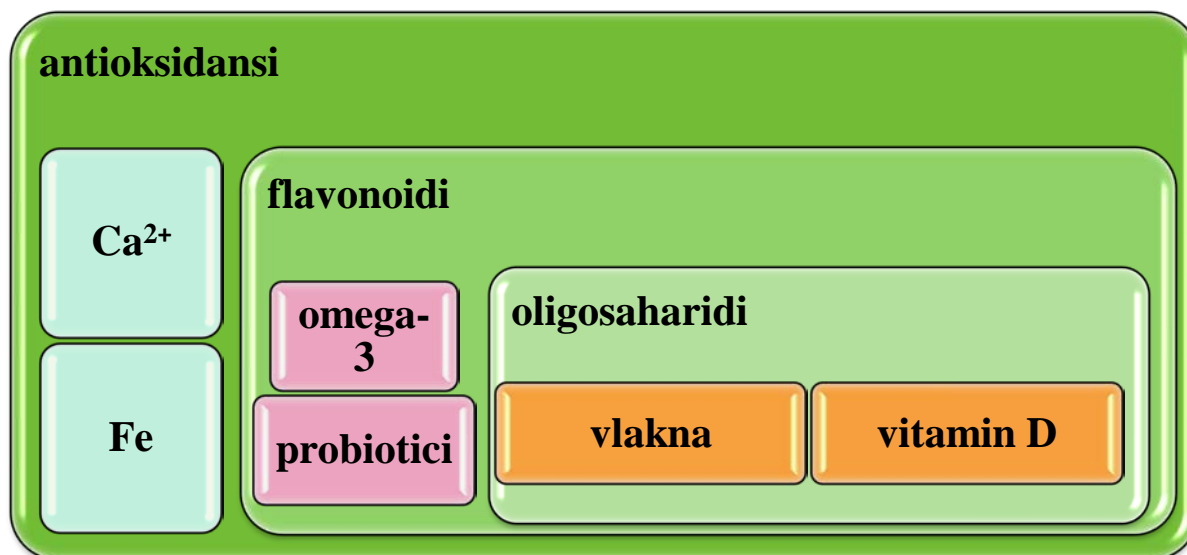 antioksidansi
Ca²⁺
Fe
flavonoidi
omega-
3
probiotici
oligosaharidi
vlakna
vitamin D